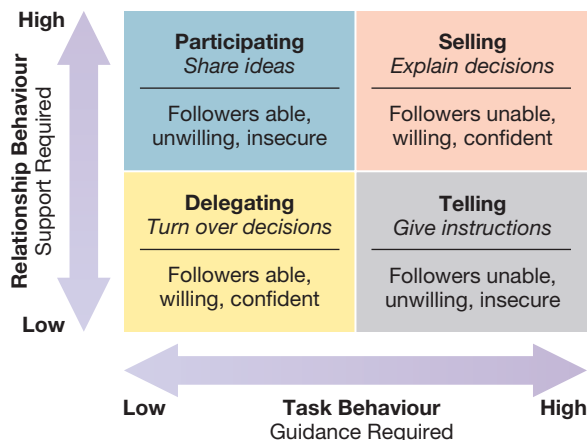 High
Relationship Behaviour
Support Required
Low
Participating
Share ideas
Followers able,
unwilling, insecure
Selling
Explain decisions
Followers unable,
willing, confident
Delegating
Turn over decisions
Followers able,
willing, confident
Telling
Give instructions
Followers unable,
unwilling, insecure
Low
Task Behaviour
Guidance Required
High